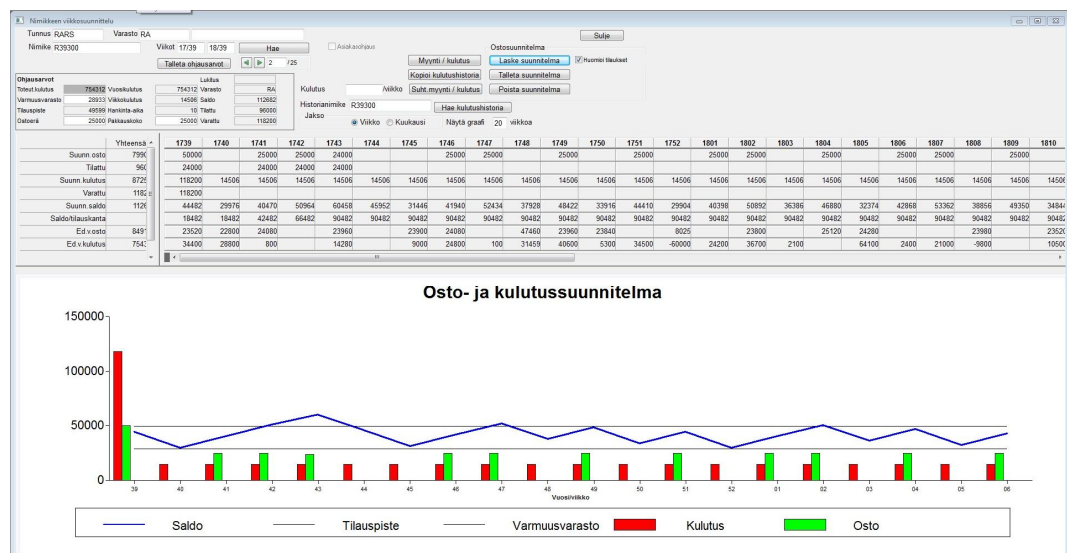 Nimikkeen viikkosuunnittelu
Tunnus RARS Varasto RA Sulje
Nimike R39300 Viikot 17/39 18/39 Hae Asiakasohjaus Ostosuunnitelma
Talleta ohjausarvot 2 /25 Myynti / kulutus Laske suunnitelma Huomioi tilaukset
Ohjausarvot Lukitus Kopioi kulutushistoria Talleta suunnitelma
Toteut.kulutus 754312 Vuosikulutus 754312 Varasto RA Kulutus /viikko Suht.myynti / kulutus Poista suunnitelma
Varmuusvarasto 28933 Viikkokulutus 14506 Saldo 112682
Tilauspiste 49599 Hankinta-aika 10 Tilattu 96000 Historianimike R39300 Hae kulutushistoria
Ostoerä 25000 Pakkauskoko 25000 Varattu 118200 Jakso Viikko Kuukausi Näytä graafi 20 viikkoa
Yhteensä 1739 1740 1741 1742 1743 1744 1745 1746 1747 1748 1749 1750 1751 1752 1801 1802 1803 1804 1805 1806 1807 1808 1809 1810
Suunn.osto 7990 50000 25000 25000 24000 25000 25000 25000 25000 25000 25000 25000 25000 25000
Tilattu 960 24000 24000 24000 24000
Suunn.kulutus 8725 118200 14506 14506 14506 14506 14506 14506 14506 14506 14506 14506 14506 14506 14506 14506 14506 14506 14506 14506 14506 14506 14506 14506 14506
Varattu 1182 118200
Suunn.saldo 1126 44482 29976 40470 50964 60458 45952 31446 41940 52434 37928 48422 33916 44410 29904 40398 50892 36386 46880 32374 42868 53362 38856 49350 34844
Saldo/tilauskanta 18482 18482 42482 66482 90482 90482 90482 90482 90482 90482 90482 90482 90482 90482 90482 90482 90482 90482 90482 90482 90482 90482 90482 90482
Ed.v.osto 8491 23520 22800 24080 23960 23900 24080 47460 23960 23840 8025 23800 25120 24280 23980 23520
Ed.v.kulutus 7543 34400 28800 800 14280 9000 24800 100 31459 40600 5300 34500 -60000 24200 36700 2100 64100 2400 21000 -9800 10500
Osto- ja kulutussuunnitelma
150000
100000
50000
0
39 40 41 42 43 44 45 46 47 48 49 50 51 52 01 02 03 04 05 06
Vuosi/viikko
Saldo Tilauspiste Varmuusvarasto Kulutus Osto